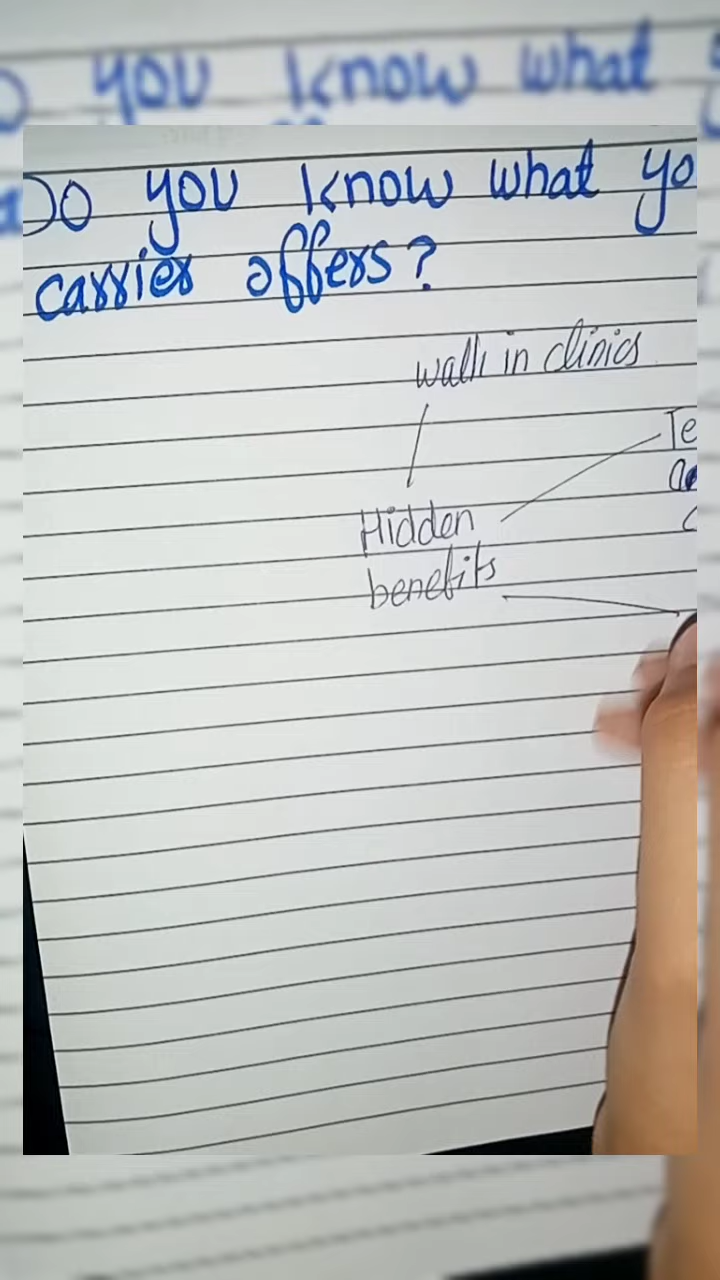 Do you know what yo
carrier offers?
walk in clinics
Te
Hidden
benefits